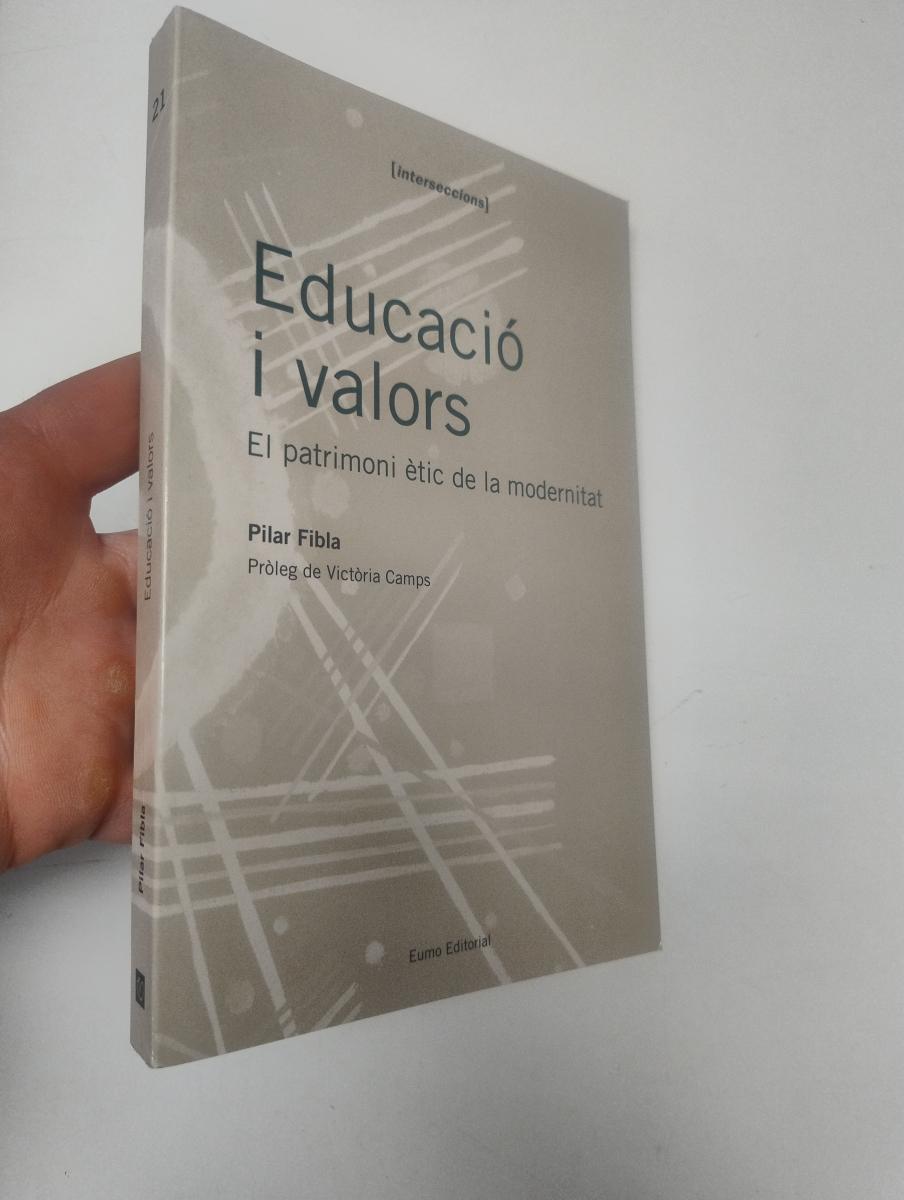 21
Educació i valors
Pilar Fibla
[interseccions]
Educació
i valors
El patrimoni ètic de la modernitat
Pilar Fibla
Pròleg de Victòria Camps
Eumo Editorial